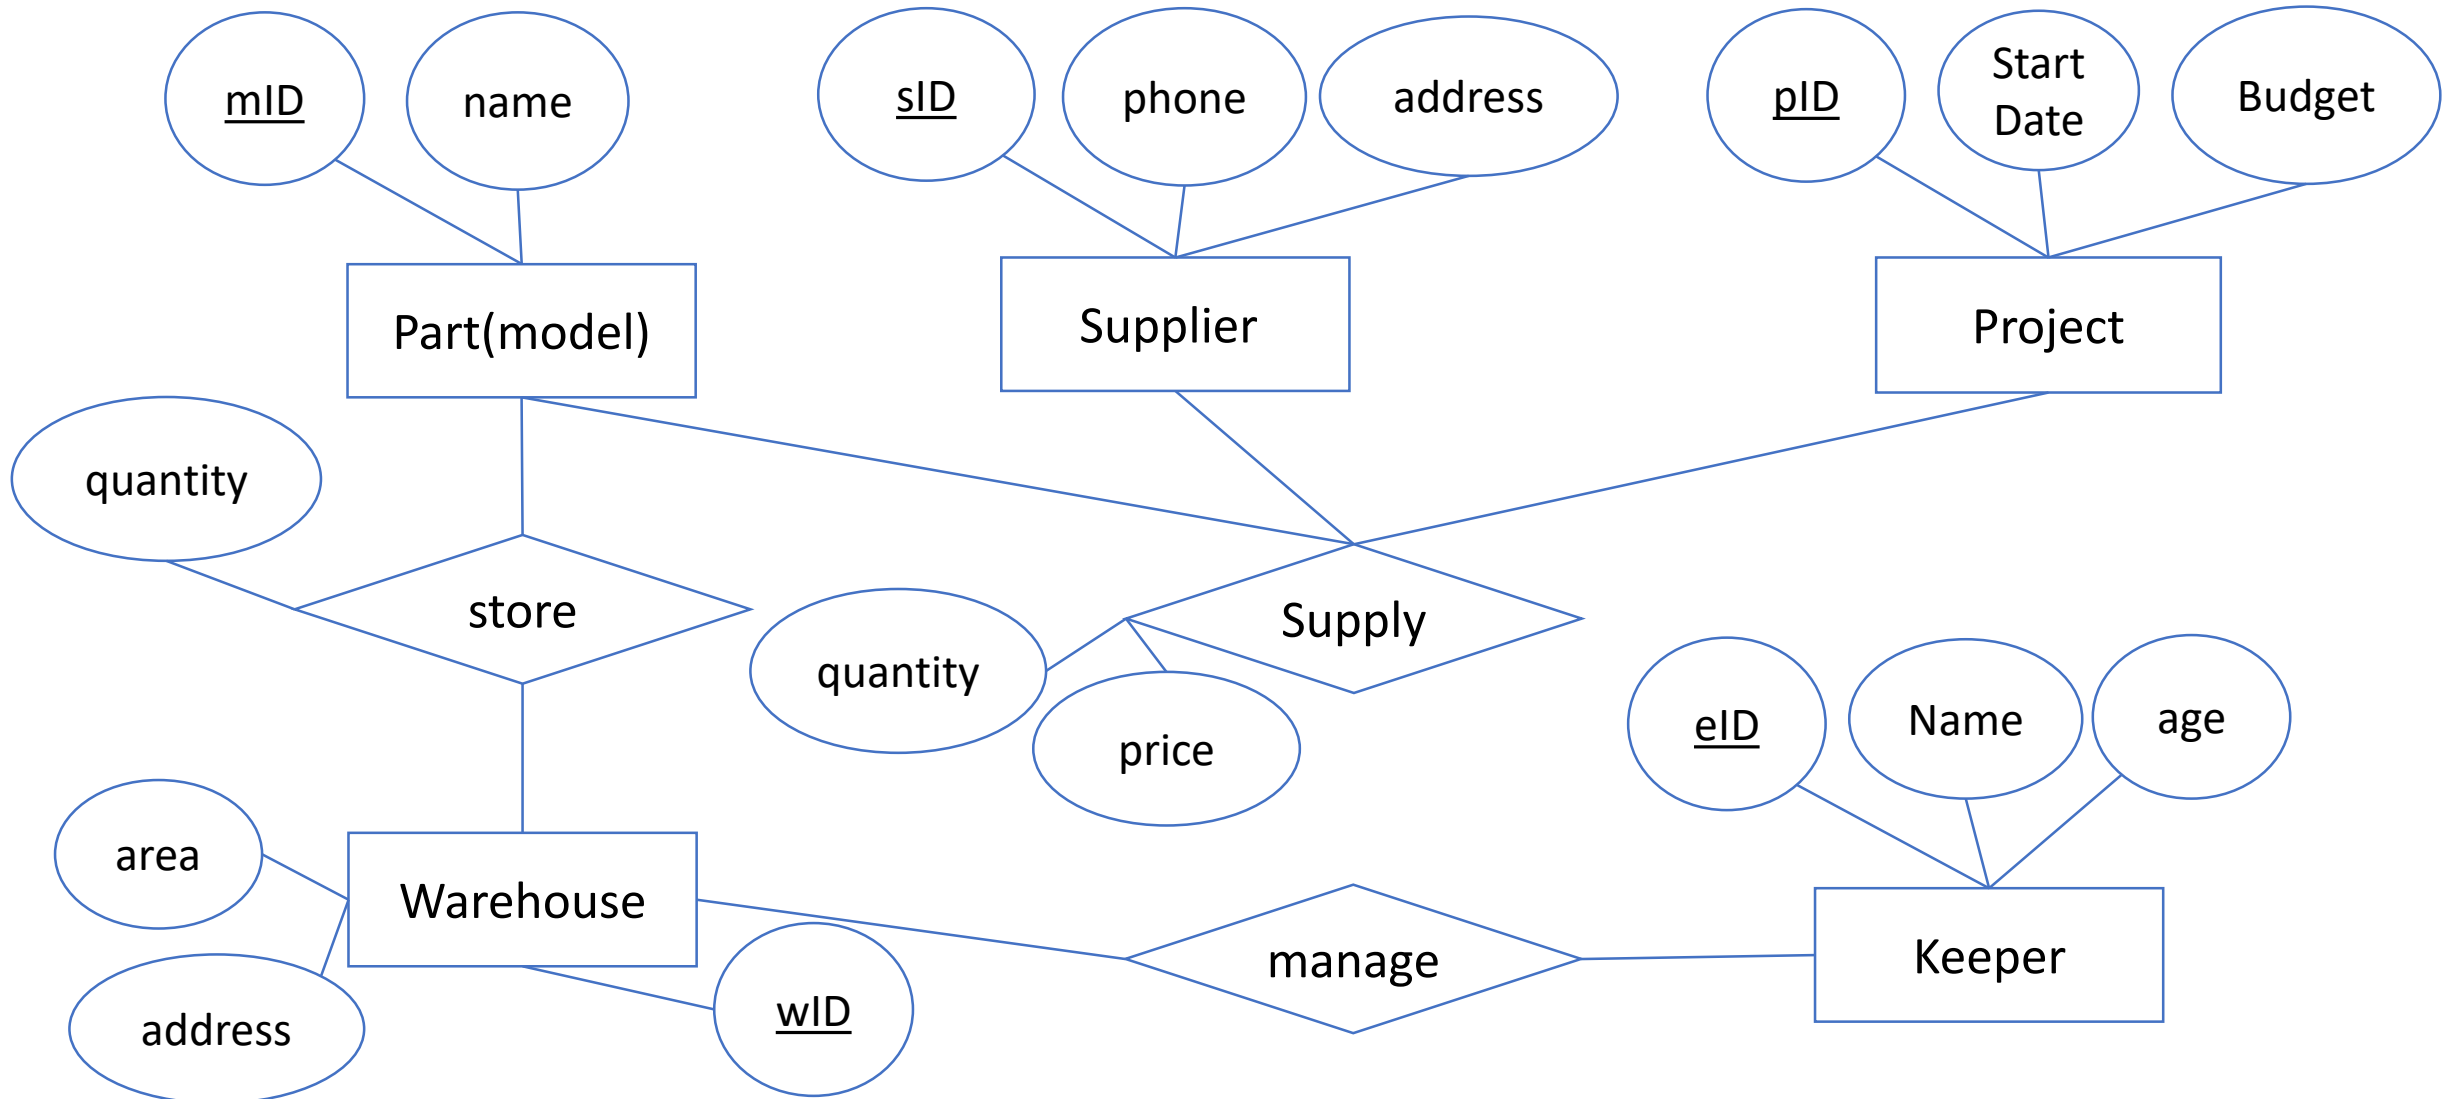 mID
name
sID
phone
address
pID
Start
Date
Budget
Part(model)
Supplier
Project
quantity
store
Supply
quantity
price
eID
Name
age
area
Warehouse
manage
Keeper
address
wID